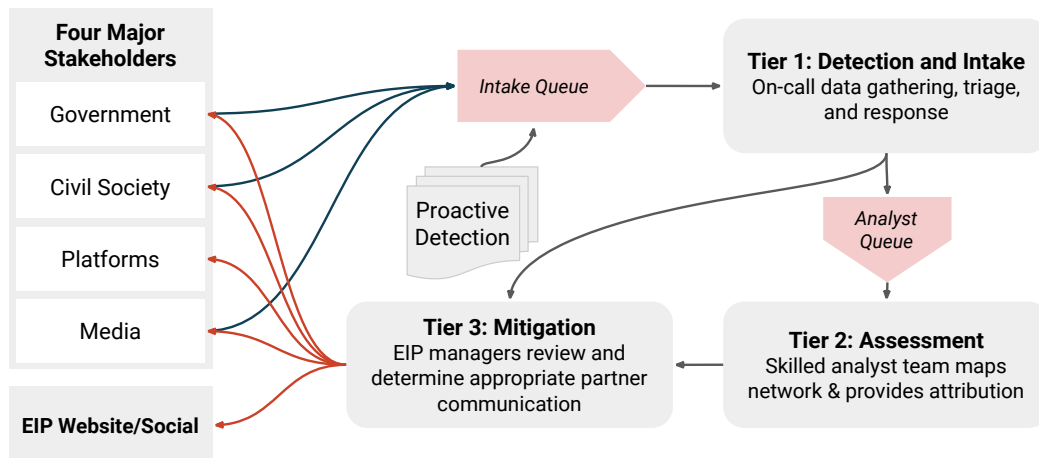 Four Major
Stakeholders
Government
Civil Society
Platforms
Media
EIP Website/Social
Intake Queue
Proactive
Detection
Tier 1: Detection and Intake
On-call data gathering, triage,
and response
Analyst
Queue
Tier 2: Assessment
Skilled analyst team maps
network & provides attribution
Tier 3: Mitigation
EIP managers review and
determine appropriate partner
communication